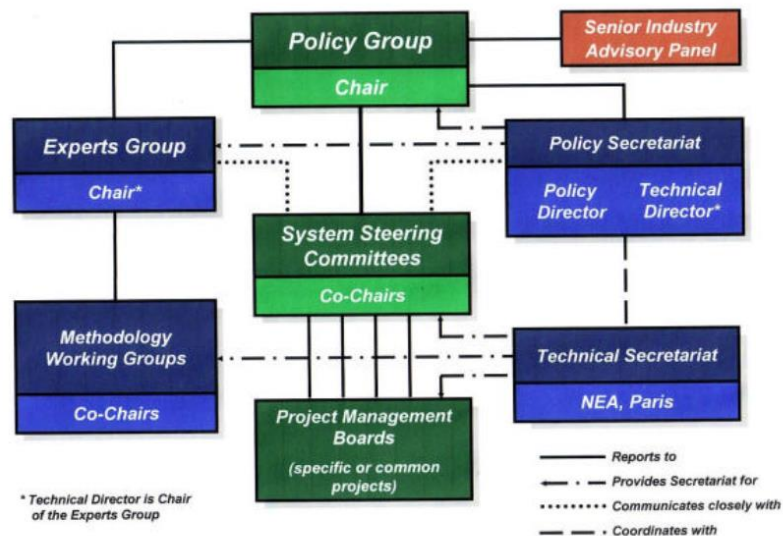 Policy Group
Chair
Senior Industry
Advisory Panel
Experts Group
Chair*
Policy Secretariat
Policy
Director
Technical
Director*
System Steering
Committees
Co-Chairs
Methodology
Working Groups
Co-Chairs
Technical Secretariat
NEA, Paris
Project Management
Boards
(specific or common
projects)
Reports to
Provides Secretariat for
Communicates closely with
Coordinates with
* Technical Director is Chair
of the Experts Group